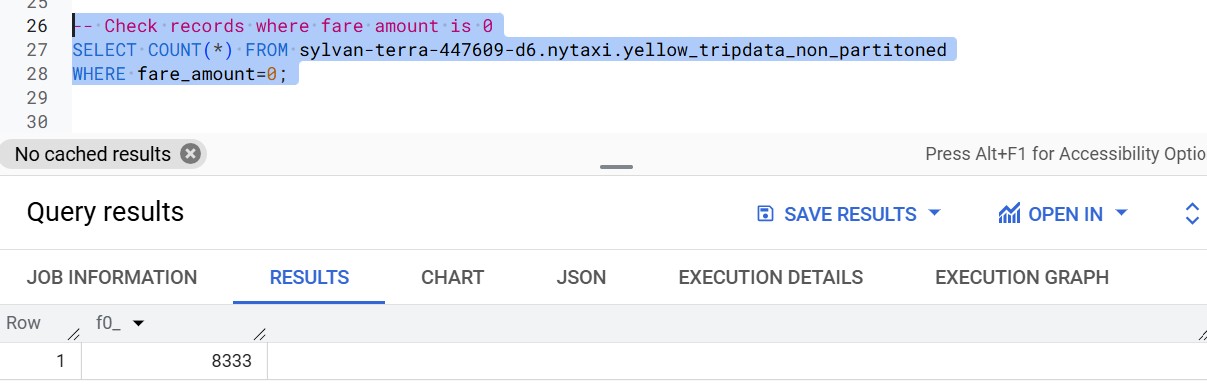 25
26 -- Check records where fare amount is 0
27 SELECT COUNT(*) FROM sylvan-terra-447609-d6.nytaxi.yellow_tripdata_non_partitoned
28 WHERE fare_amount=0;
29
30
No cached results
Press Alt+F1 for Accessibility Optio
Query results SAVE RESULTS OPEN IN
JOB INFORMATION RESULTS CHART JSON EXECUTION DETAILS EXECUTION GRAPH
Row f0_
1 8333